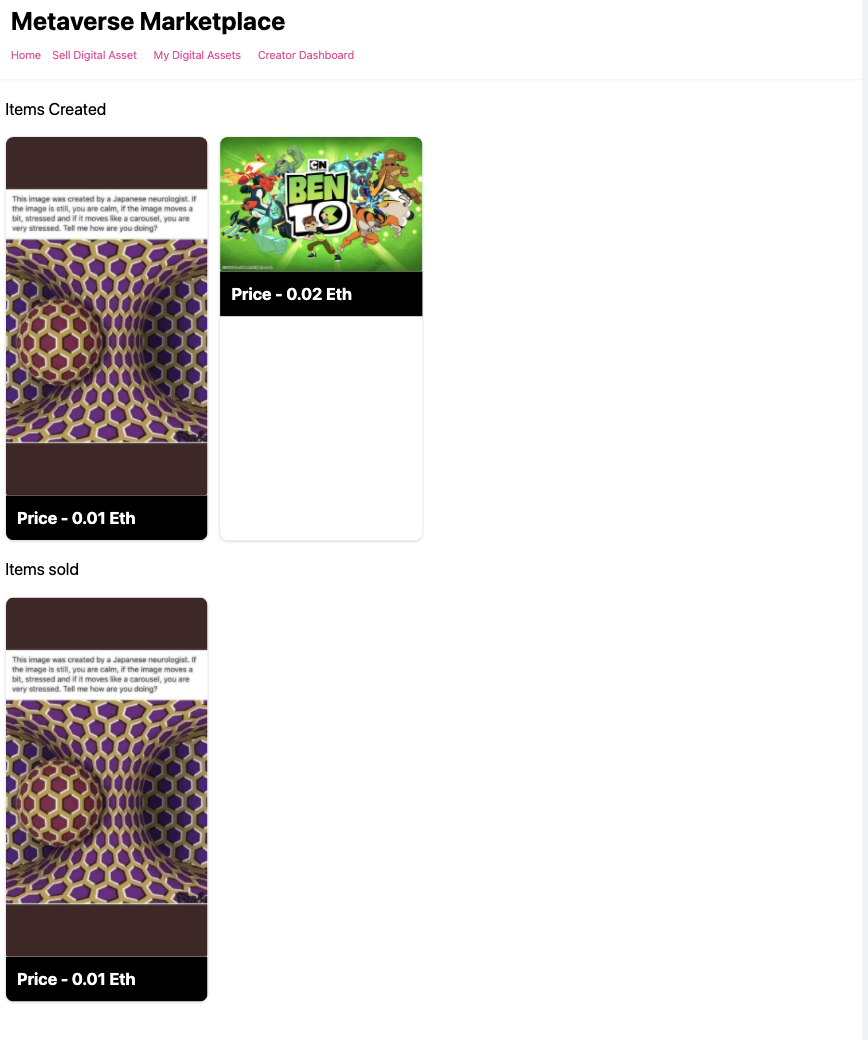 Metaverse Marketplace
Home Sell Digital Asset My Digital Assets Creator Dashboard
Items Created
This image was created by a Japanese neurologist. If
the image is still, you are calm, if the image moves a
bit, stressed and if it moves like a carousel, you are
very stressed. Tell me how are you doing?
Price - 0.01 Eth
CN
BEN
10
Price - 0.02 Eth
Items sold
This image was created by a Japanese neurologist. If
the image is still, you are calm, if the image moves a
bit, stressed and if it moves like a carousel, you are
very stressed. Tell me how are you doing?
Price - 0.01 Eth